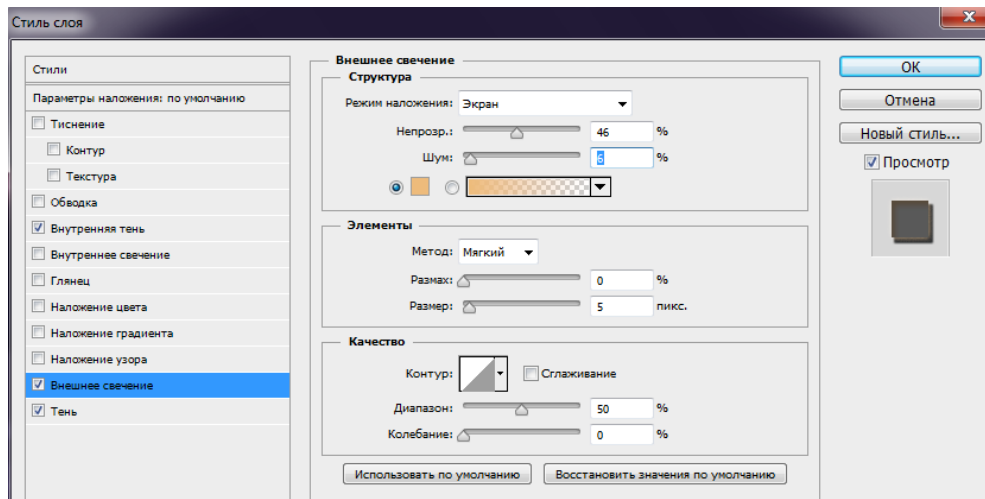 Стиль слоя
Стили
Параметры наложения: по умолчанию
Тиснение
Контур
Текстура
Обводка
Внутренняя тень
Внутреннее свечение
Глянец
Наложение цвета
Наложение градиента
Наложение узора
Внешнее свечение
Тень
Внешнее свечение
Структура
Режим наложения: Экран
Непрозр.: 46 %
Шум: 6 %
Элементы
Метод: Мягкий
Размах: 0 %
Размер: 5 пикс.
Качество
Контур: Сглаживание
Диапазон: 50 %
Колебание: 0 %
Использовать по умолчанию Восстановить значения по умолчанию
ОК
Отмена
Новый стиль...
Просмотр